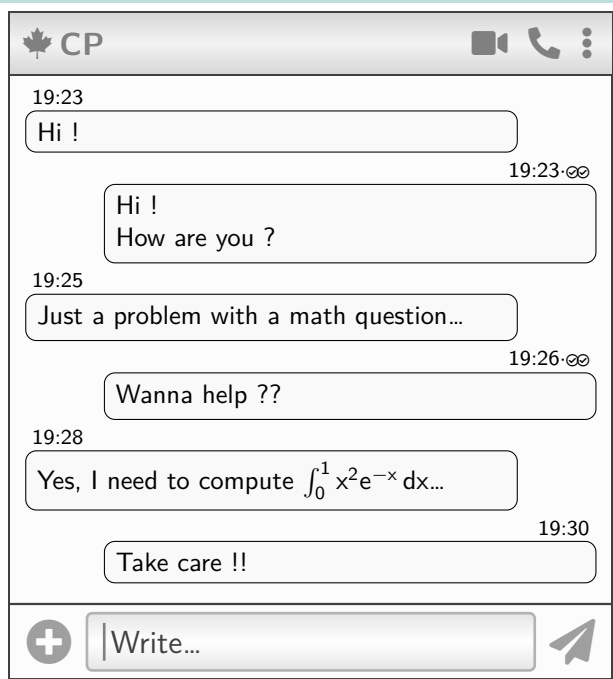 CP
19:23
Hi !
19:23
Hi !
How are you ?
19:25
Just a problem with a math question…
19:26
Wanna help ??
19:28
Yes, I need to compute ∫₀¹ x²e⁻ˣ dx…
19:30
Take care !!
Write…